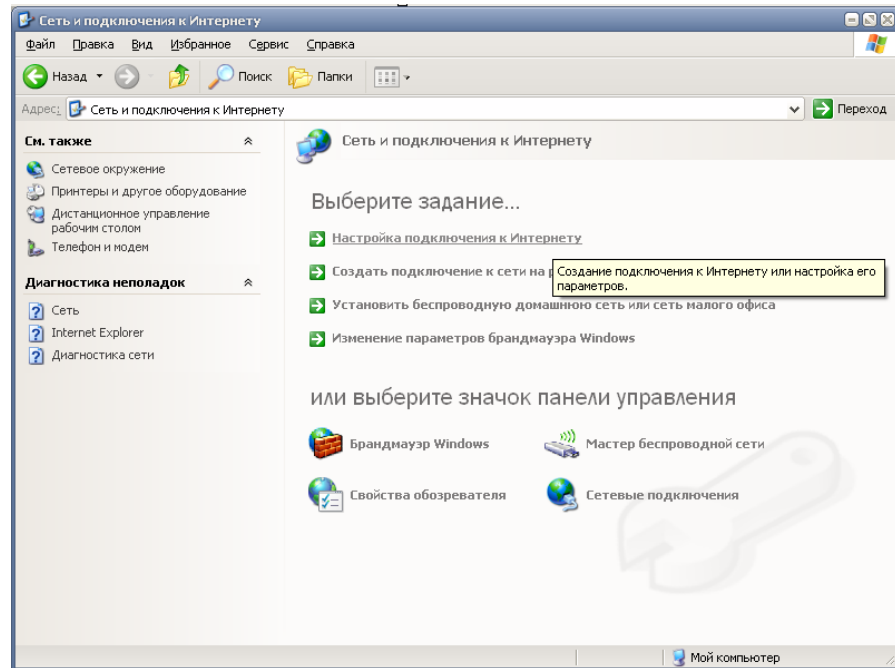 Сеть и подключения к Интернету
Файл Правка Вид Избранное Сервис Справка
Назад Поиск Папки
Адрес: Сеть и подключения к Интернету Переход
См. также
Сетевое окружение
Принтеры и другое оборудование
Дистанционное управление
рабочим столом
Телефон и модем
Диагностика неполадок
Сеть
Internet Explorer
Диагностика сети
Сеть и подключения к Интернету
Выберите задание...
Настройка подключения к Интернету
Создать подключение к сети на
Создание подключения к Интернету или настройка его
параметров.
Установить беспроводную домашнюю сеть или сеть малого офиса
Изменение параметров брандмауэра Windows
или выберите значок панели управления
Брандмауэр Windows
Мастер беспроводной сети
Свойства обозревателя
Сетевые подключения
Мой компьютер